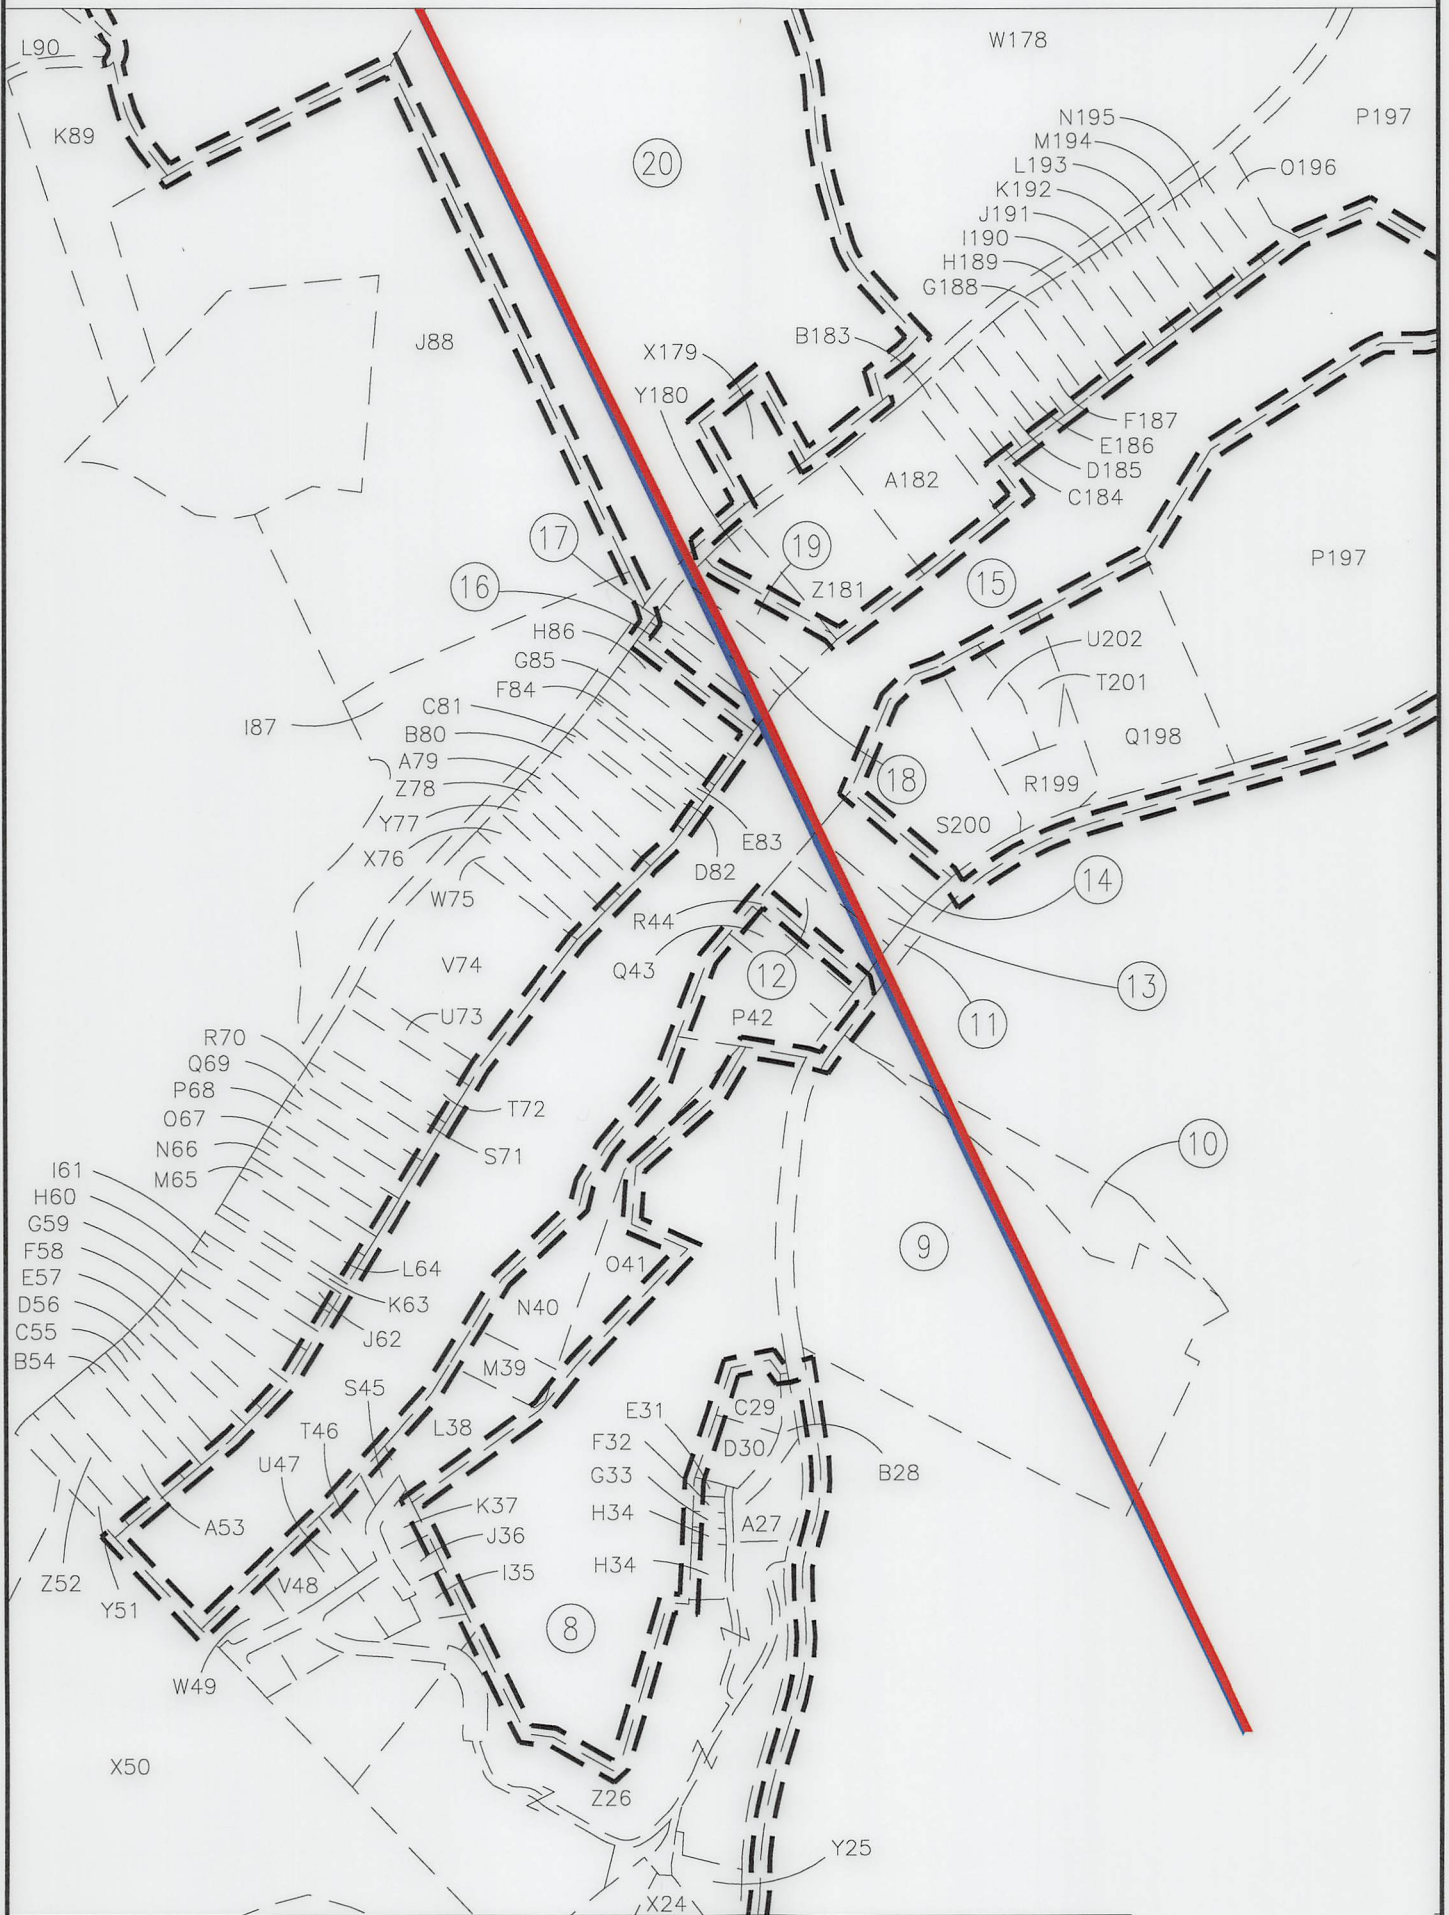 L90
W178
N195
P197
K89
M194
20
L193
O196
K192
J191
I190
H189
G188
J88
B183
X179
Y180
F187
E186
D185
A182
C184
17
19
P197
16
15
Z181
H86
U202
G85
T201
F84
C81
I87
B80
Q198
A79
18
Z78
R199
Y77
S200
E83
X76
D82
14
W75
R44
V74
Q43
12
13
U73
P42
11
R70
Q69
P68
T72
O67
N66
10
S71
I61
M65
H60
G59
9
F58
O41
L64
E57
K63
D56
N40
C55
J62
B54
M39
S45
C29
E31
L38
T46
F32
D30
U47
G33
B28
K37
H34
A27
A53
J36
H34
I35
Z52
V48
Y51
8
W49
X50
Z26
Y25
X24